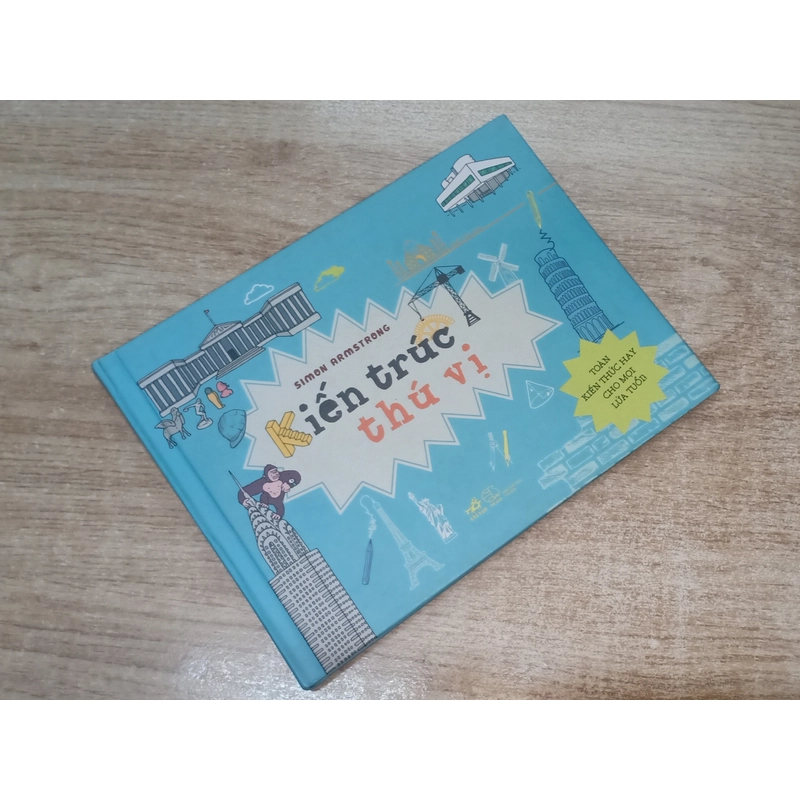 SIMON ARMSTRONG
Kiến trúc
thú vị
TOÀN
KIẾN THỨC HAY
CHO MỌI
LỨA TUỔI!